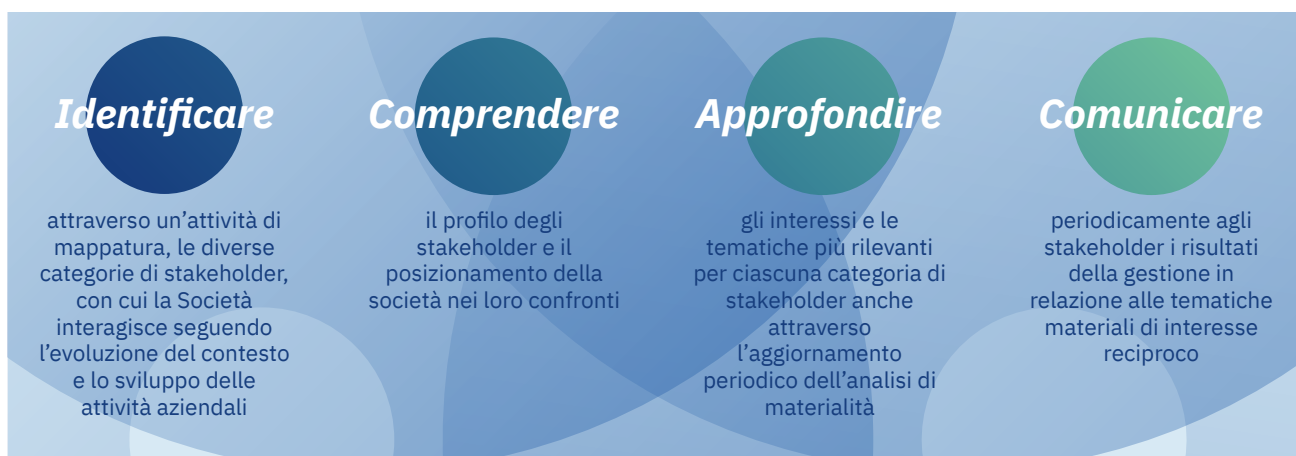 Identificare
attraverso un’attività di
mappatura, le diverse
categorie di stakeholder,
con cui la Società
interagisce seguendo
l’evoluzione del contesto
e lo sviluppo delle
attività aziendali
Comprendere
il profilo degli
stakeholder e il
posizionamento della
società nei loro confronti
Approfondire
gli interessi e le
tematiche più rilevanti
per ciascuna categoria di
stakeholder anche
attraverso
l’aggiornamento
periodico dell’analisi di
materialità
Comunicare
periodicamente agli
stakeholder i risultati
della gestione in
relazione alle tematiche
materiali di interesse
reciproco